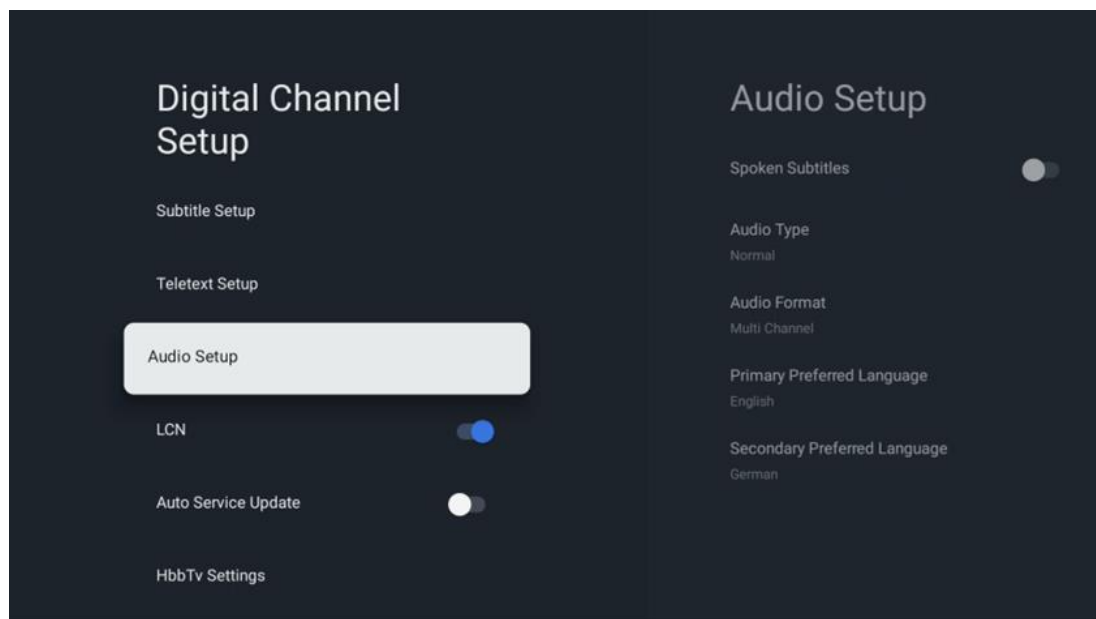 Digital Channel
Setup
Subtitle Setup
Teletext Setup
Audio Setup
LCN
Auto Service Update
HbbTv Settings
Audio Setup
Spoken Subtitles
Audio Type
Normal
Audio Format
Multi Channel
Primary Preferred Language
English
Secondary Preferred Language
German